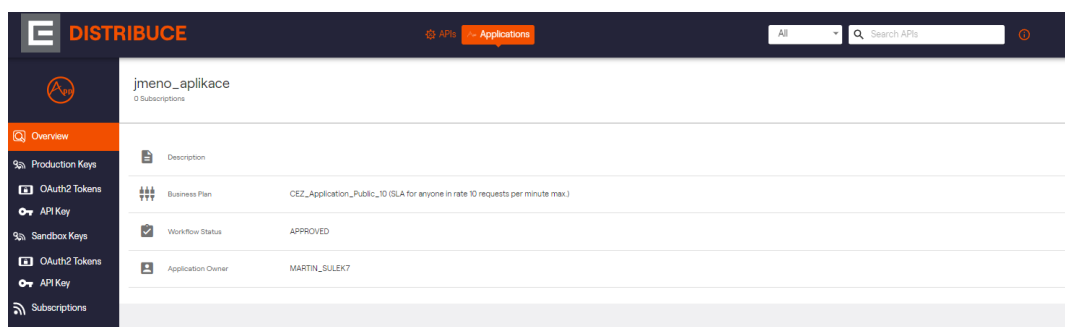 E DISTRIBUCE
APIs
Applications
All
Search APIs
App
jmeno_aplikace
0 Subscriptions
Overview
Production Keys
OAuth2 Tokens
API Key
Sandbox Keys
OAuth2 Tokens
API Key
Subscriptions
Description
Business Plan CEZ_Application_Public_10 (SLA for anyone in rate 10 requests per minute max.)
Workflow Status APPROVED
Application Owner MARTIN_SULEK7